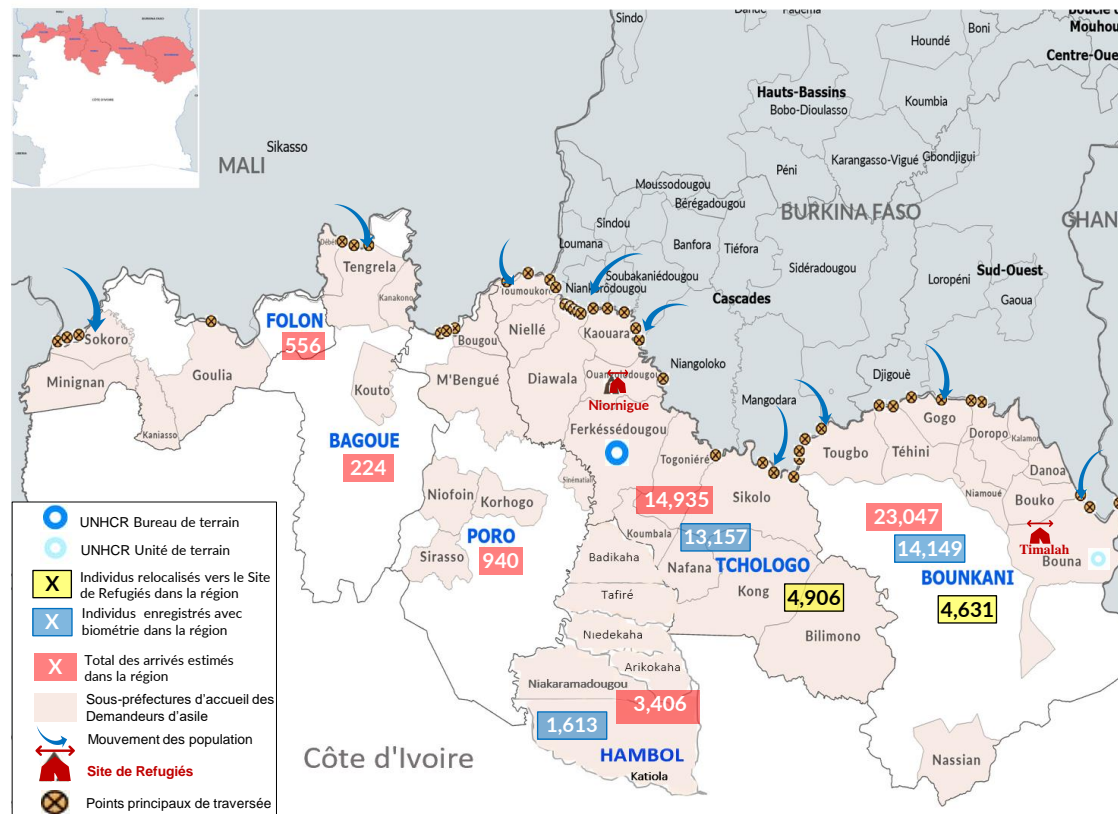 MALI
BURKINA FASO
GHAN
Sikasso
Sindo
Houndé
Boni
Mouhou
Centre-Oue
Hauts-Bassins
Bobo-Dioulasso
Koumbia
Péni
Karangasso-Vigué
Gbondjigui
Moussodougou
Bérégadougou
Sindou
Loumana
Banfora
Tiéfora
Soubakaniédougou
Niankorodougou
Sidéradougou
Loropéni
Sud-Ouest
Gaoua
Cascades
Niangoloko
Mangodara
Djigouè
Tengrela
Kanakono
Toumoukoro
Sokoro
FOLON
556
Niellé
Kaouara
Bougou
Goulia
Minignan
Kaniasso
M'Bengué
Diawala
Ouangolodougou
Niornigue
Kouto
BAGOUE
224
Ferkéssédougou
Togoniéré
Tougbo
Téhini
Gogo
Doropo
Kalamon
Danoa
Sinématiali
Niofoin
Korhogo
14,935
Sikolo
23,047
Niamoué
Bouko
PORO
940
Sirasso
Koumbala
13,157
TCHOLOGO
14,149
BOUNKANI
Timalah
Bouna
Badikaha
Nafana
Kong
4,906
4,631
Tafiré
Bilimono
Niedekaha
Arikokaha
Niakaramadougou
3,406
1,613
HAMBOL
Katiola
Côte d'Ivoire
Nassian
UNHCR Bureau de terrain
UNHCR Unité de terrain
X
Individus relocalisés vers le Site
de Refugiés dans la région
X
Individus enregistrés avec
biométrie dans la région
X
Total des arrivés estimés
dans la région
Sous-préfectures d'accueil des
Demandeurs d'asile
Mouvement des population
Site de Refugiés
Points principaux de traversée